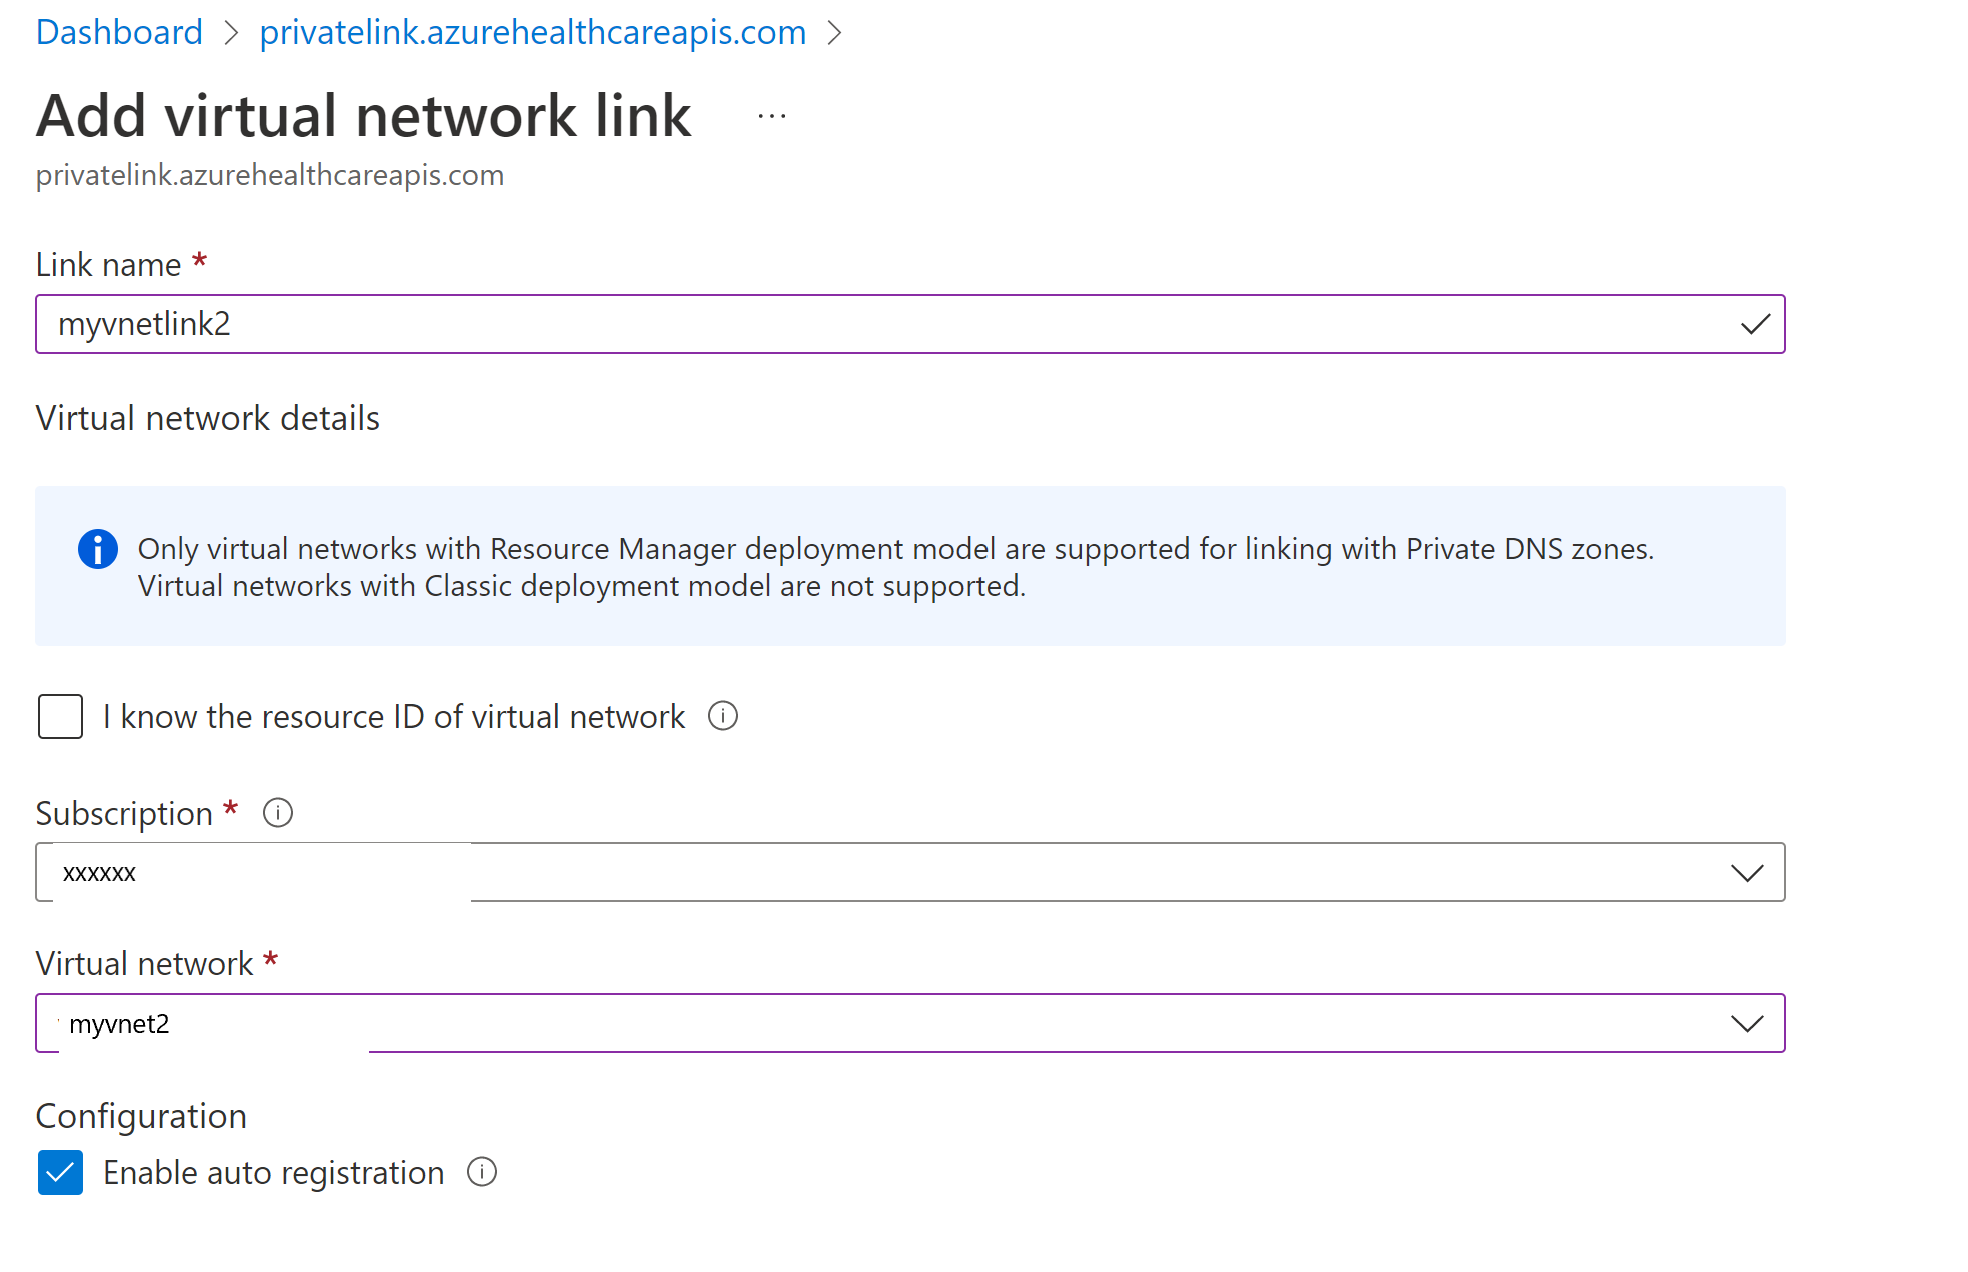 Dashboard > privatelink.azurehealthcareapis.com >
Add virtual network link ...
privatelink.azurehealthcareapis.com
Link name *
myvnetlink2
Virtual network details
Only virtual networks with Resource Manager deployment model are supported for linking with Private DNS zones.
Virtual networks with Classic deployment model are not supported.
I know the resource ID of virtual network
Subscription *
xxxxxx
Virtual network *
myvnet2
Configuration
Enable auto registration